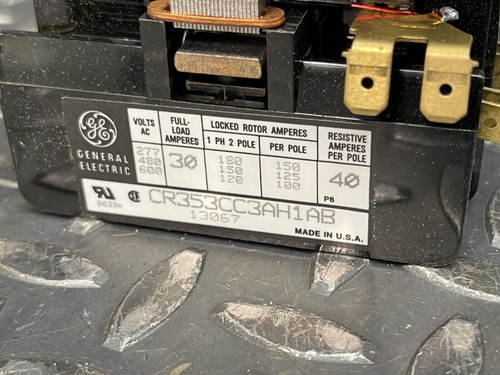 GE
GENERAL
ELECTRIC
VOLTS AC FULL-LOAD AMPERES LOCKED ROTOR AMPERES RESISTIVE AMPERES PER POLE
1 PH 2 POLE PER POLE
277 30 180 150 40
480 150 125
600 120 100
P8
CR353CC3AH1AB
13067
MADE IN U.S.A.